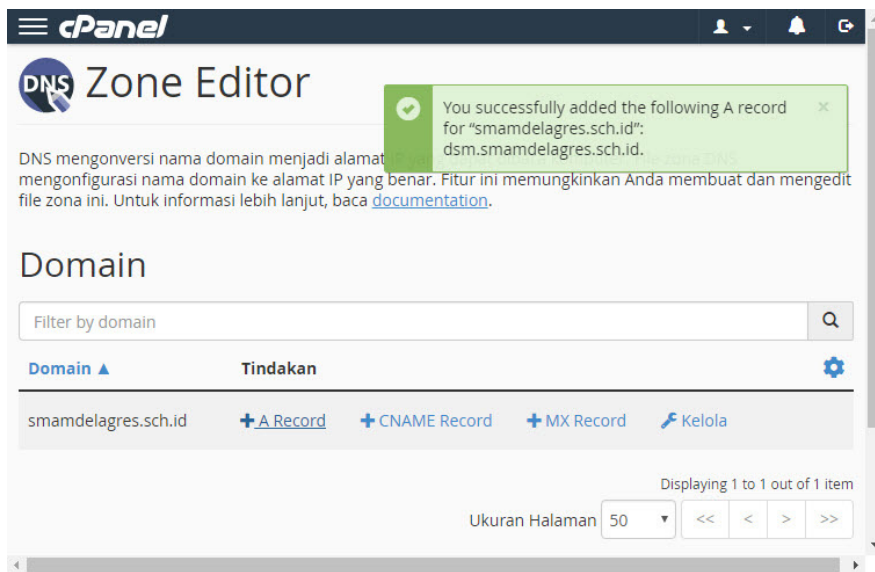 cPanel
DNS Zone Editor
You successfully added the following A record
for “smamdelagres.sch.id”:
dsm.smamdelagres.sch.id.
DNS mengonversi nama domain menjadi alamat
mengonfigurasi nama domain ke alamat IP yang benar. Fitur ini memungkinkan Anda membuat dan mengedit
file zona ini. Untuk informasi lebih lanjut, baca documentation.
Domain
Filter by domain
Domain ▲ Tindakan
smamdelagres.sch.id + A Record + CNAME Record + MX Record Kelola
Displaying 1 to 1 out of 1 item
Ukuran Halaman 50 << < > >>